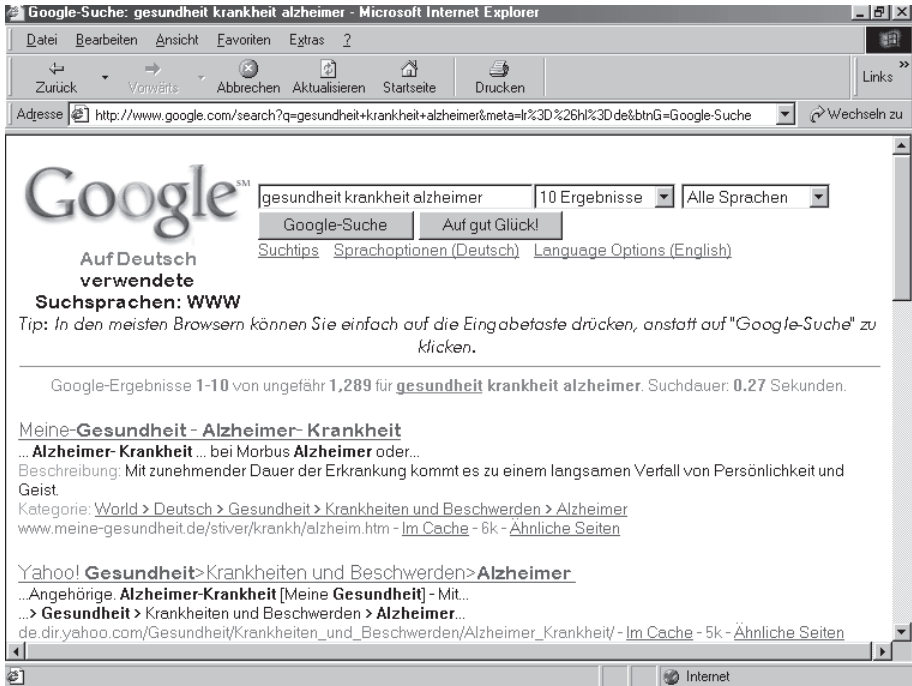 Google-Suche: gesundheit krankheit alzheimer - Microsoft Internet Explorer
Datei Bearbeiten Ansicht Favoriten Extras ?
Zurück Vorwärts Abbrechen Aktualisieren Startseite Drucken Links »
Adresse http://www.google.com/search?q=gesundheit+krankheit+alzheimer&meta=lr%3D%26hl%3Dde&btnG=Google-Suche Wechseln zu
Google SM
gesundheit krankheit alzheimer 10 Ergebnisse Alle Sprachen
Google-Suche Auf gut Glück!
Suchtips Sprachoptionen (Deutsch) Language Options (English)
Auf Deutsch
verwendete
Suchsprachen: WWW
Tip: In den meisten Browsern können Sie einfach auf die Eingabetaste drücken, anstatt auf "Google-Suche" zu
klicken.
Google-Ergebnisse 1-10 von ungefähr 1,289 für gesundheit krankheit alzheimer. Suchdauer: 0.27 Sekunden.
Meine-Gesundheit - Alzheimer- Krankheit
... Alzheimer- Krankheit ... bei Morbus Alzheimer oder...
Beschreibung: Mit zunehmender Dauer der Erkrankung kommt es zu einem langsamen Verfall von Persönlichkeit und
Geist.
Kategorie: World > Deutsch > Gesundheit > Krankheiten und Beschwerden > Alzheimer
www.meine-gesundheit.de/stiver/krankh/alzheim.htm - Im Cache - 6k - Ähnliche Seiten
Yahoo! Gesundheit>Krankheiten und Beschwerden>Alzheimer
...Angehörige. Alzheimer-Krankheit [Meine Gesundheit] - Mit...
...> Gesundheit > Krankheiten und Beschwerden > Alzheimer...
de.dir.yahoo.com/Gesundheit/Krankheiten_und_Beschwerden/Alzheimer_Krankheit/ - Im Cache - 5k - Ähnliche Seiten
Internet